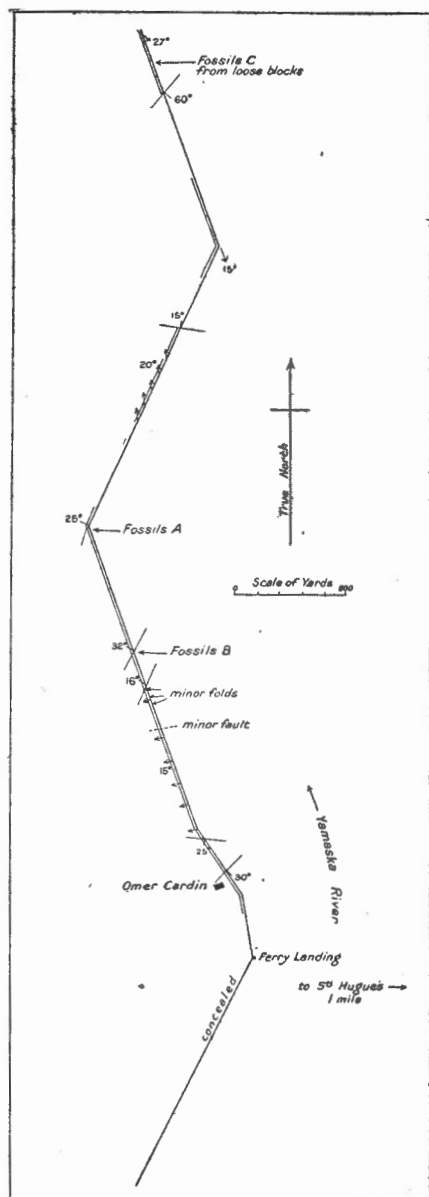 27°
Fossils C
from loose blocks
60°
15°
15°
20°
True North
25°
Fossils A
Scale of Yards
0
32°
Fossils B
16°
minor folds
minor fault
15°
25°
30°
Omer Cardin
Yamaska River
Ferry Landing
to Sᵗᵉ Hugues
1 mile
concealed